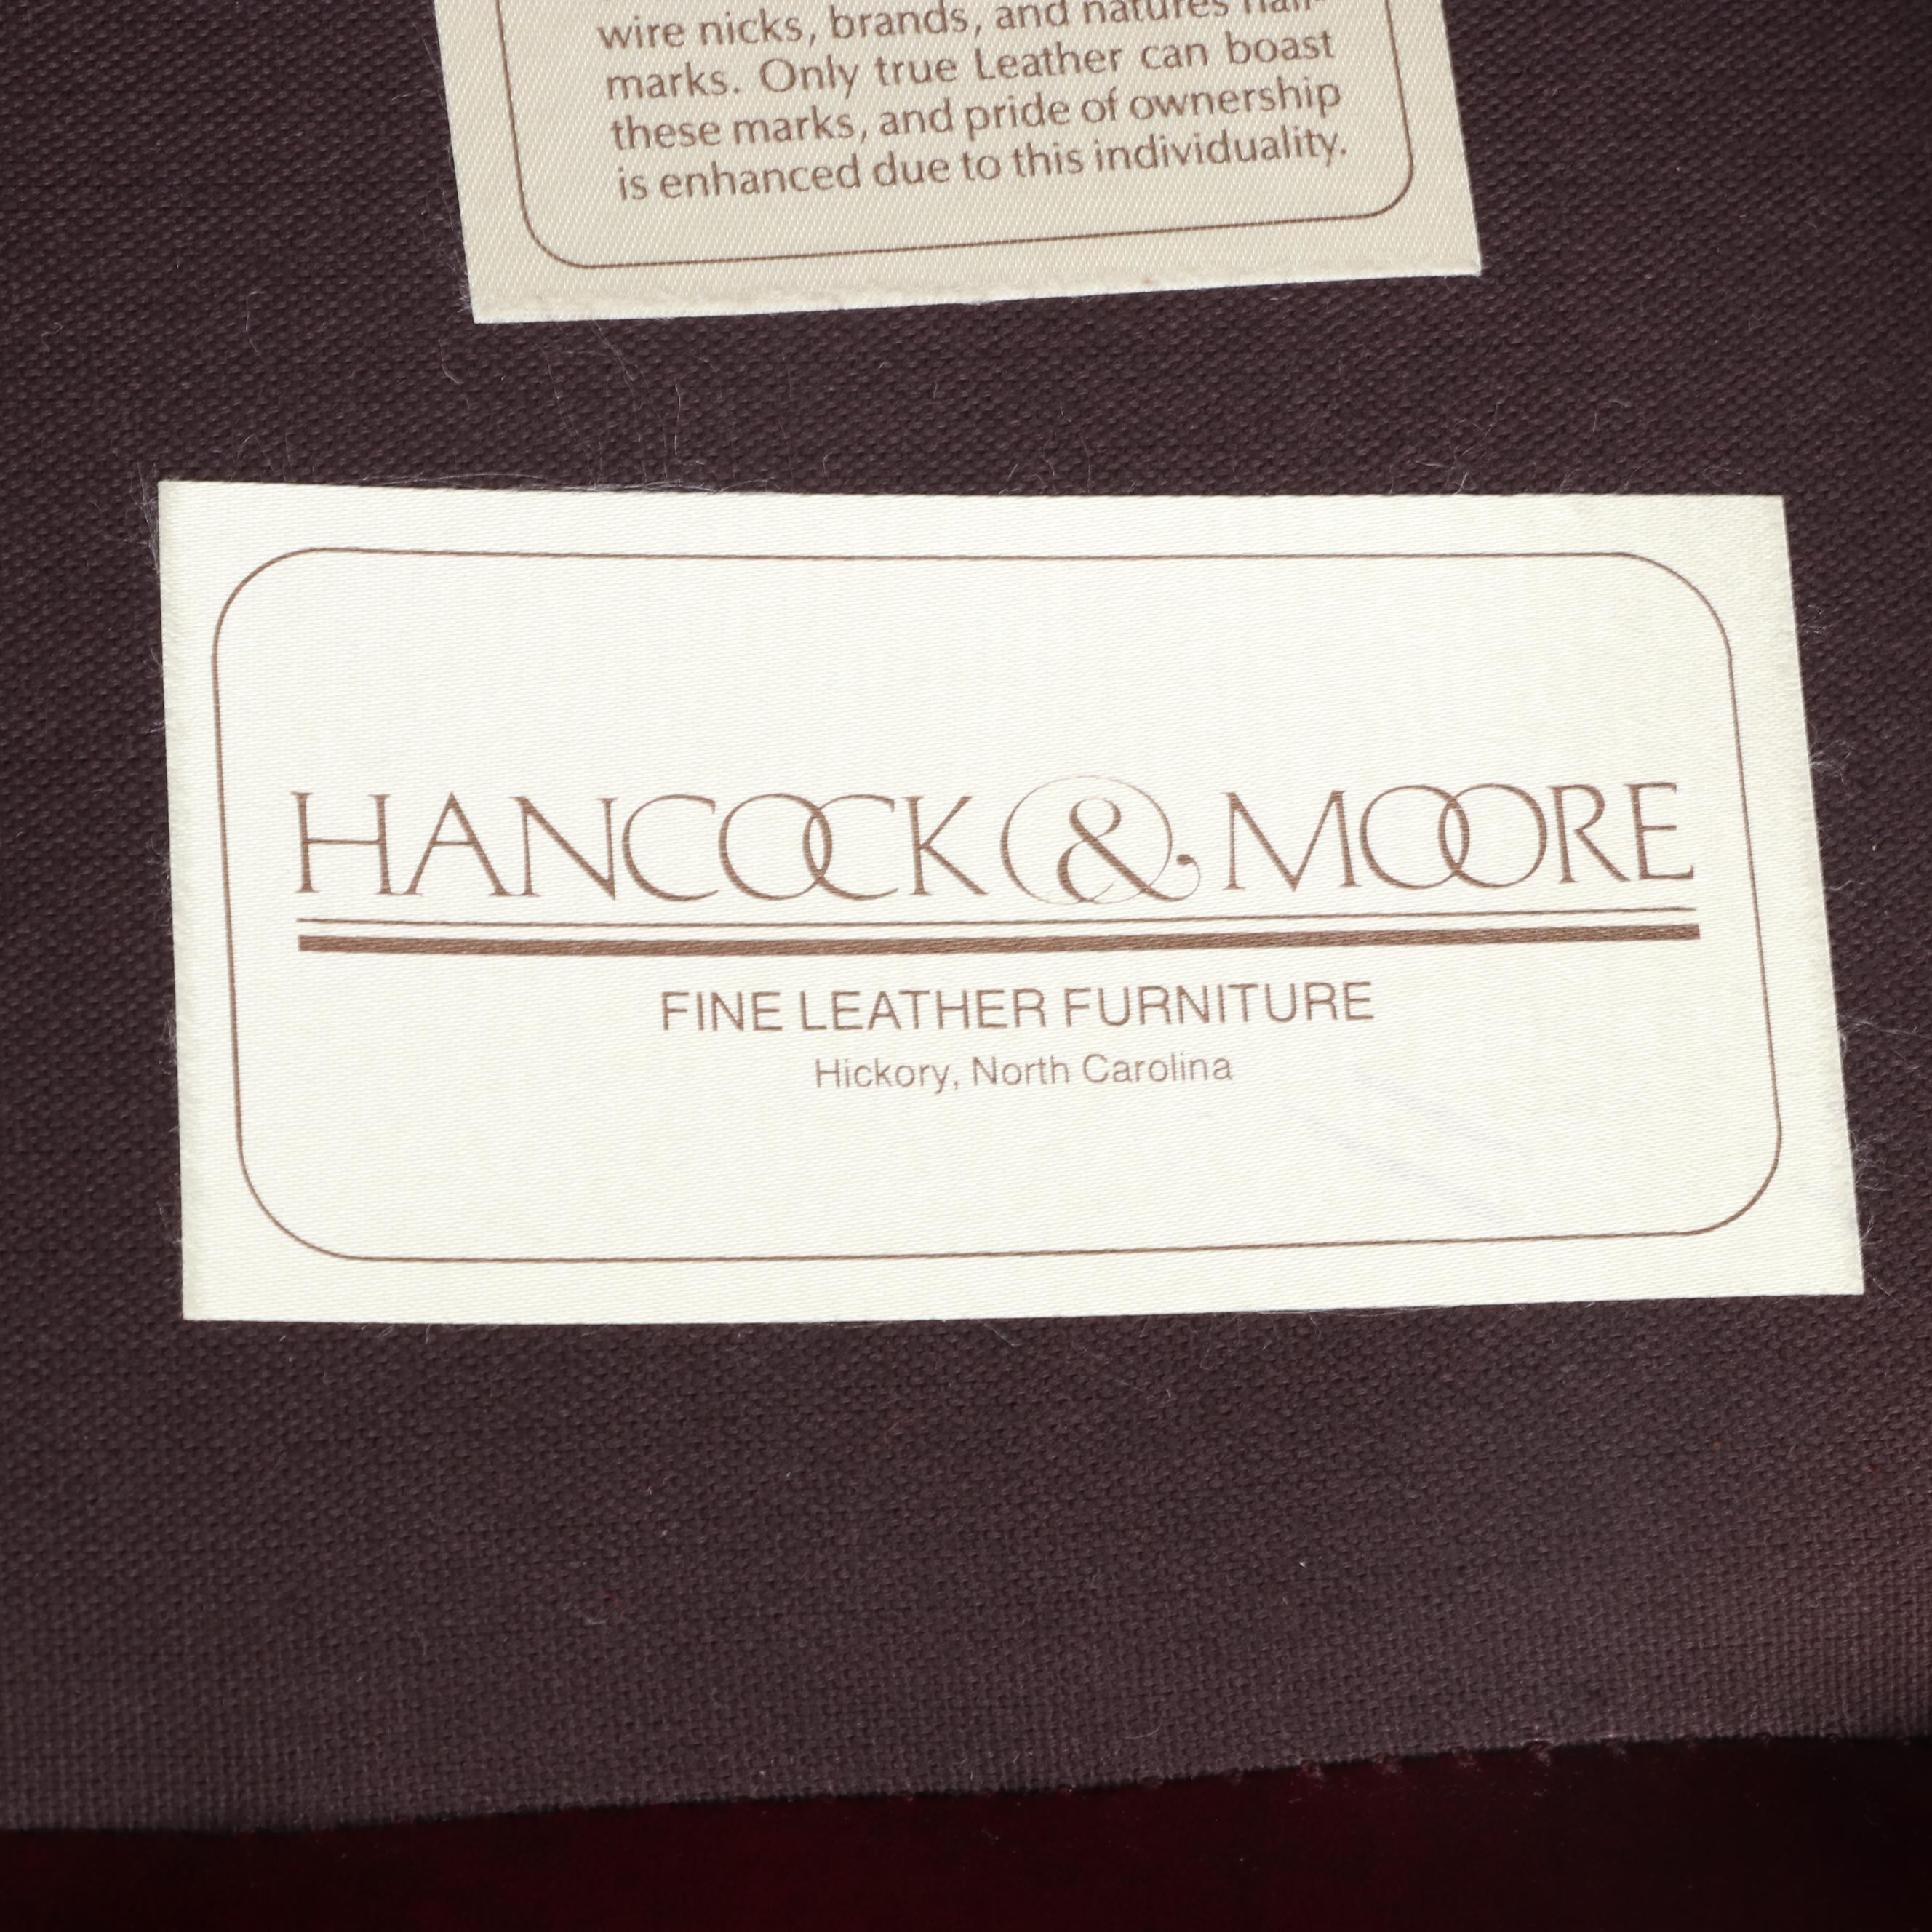 wire nicks, brands, and natures hall-
marks. Only true Leather can boast
these marks, and pride of ownership
is enhanced due to this individuality.
HANCOCK & MOORE
FINE LEATHER FURNITURE
Hickory, North Carolina